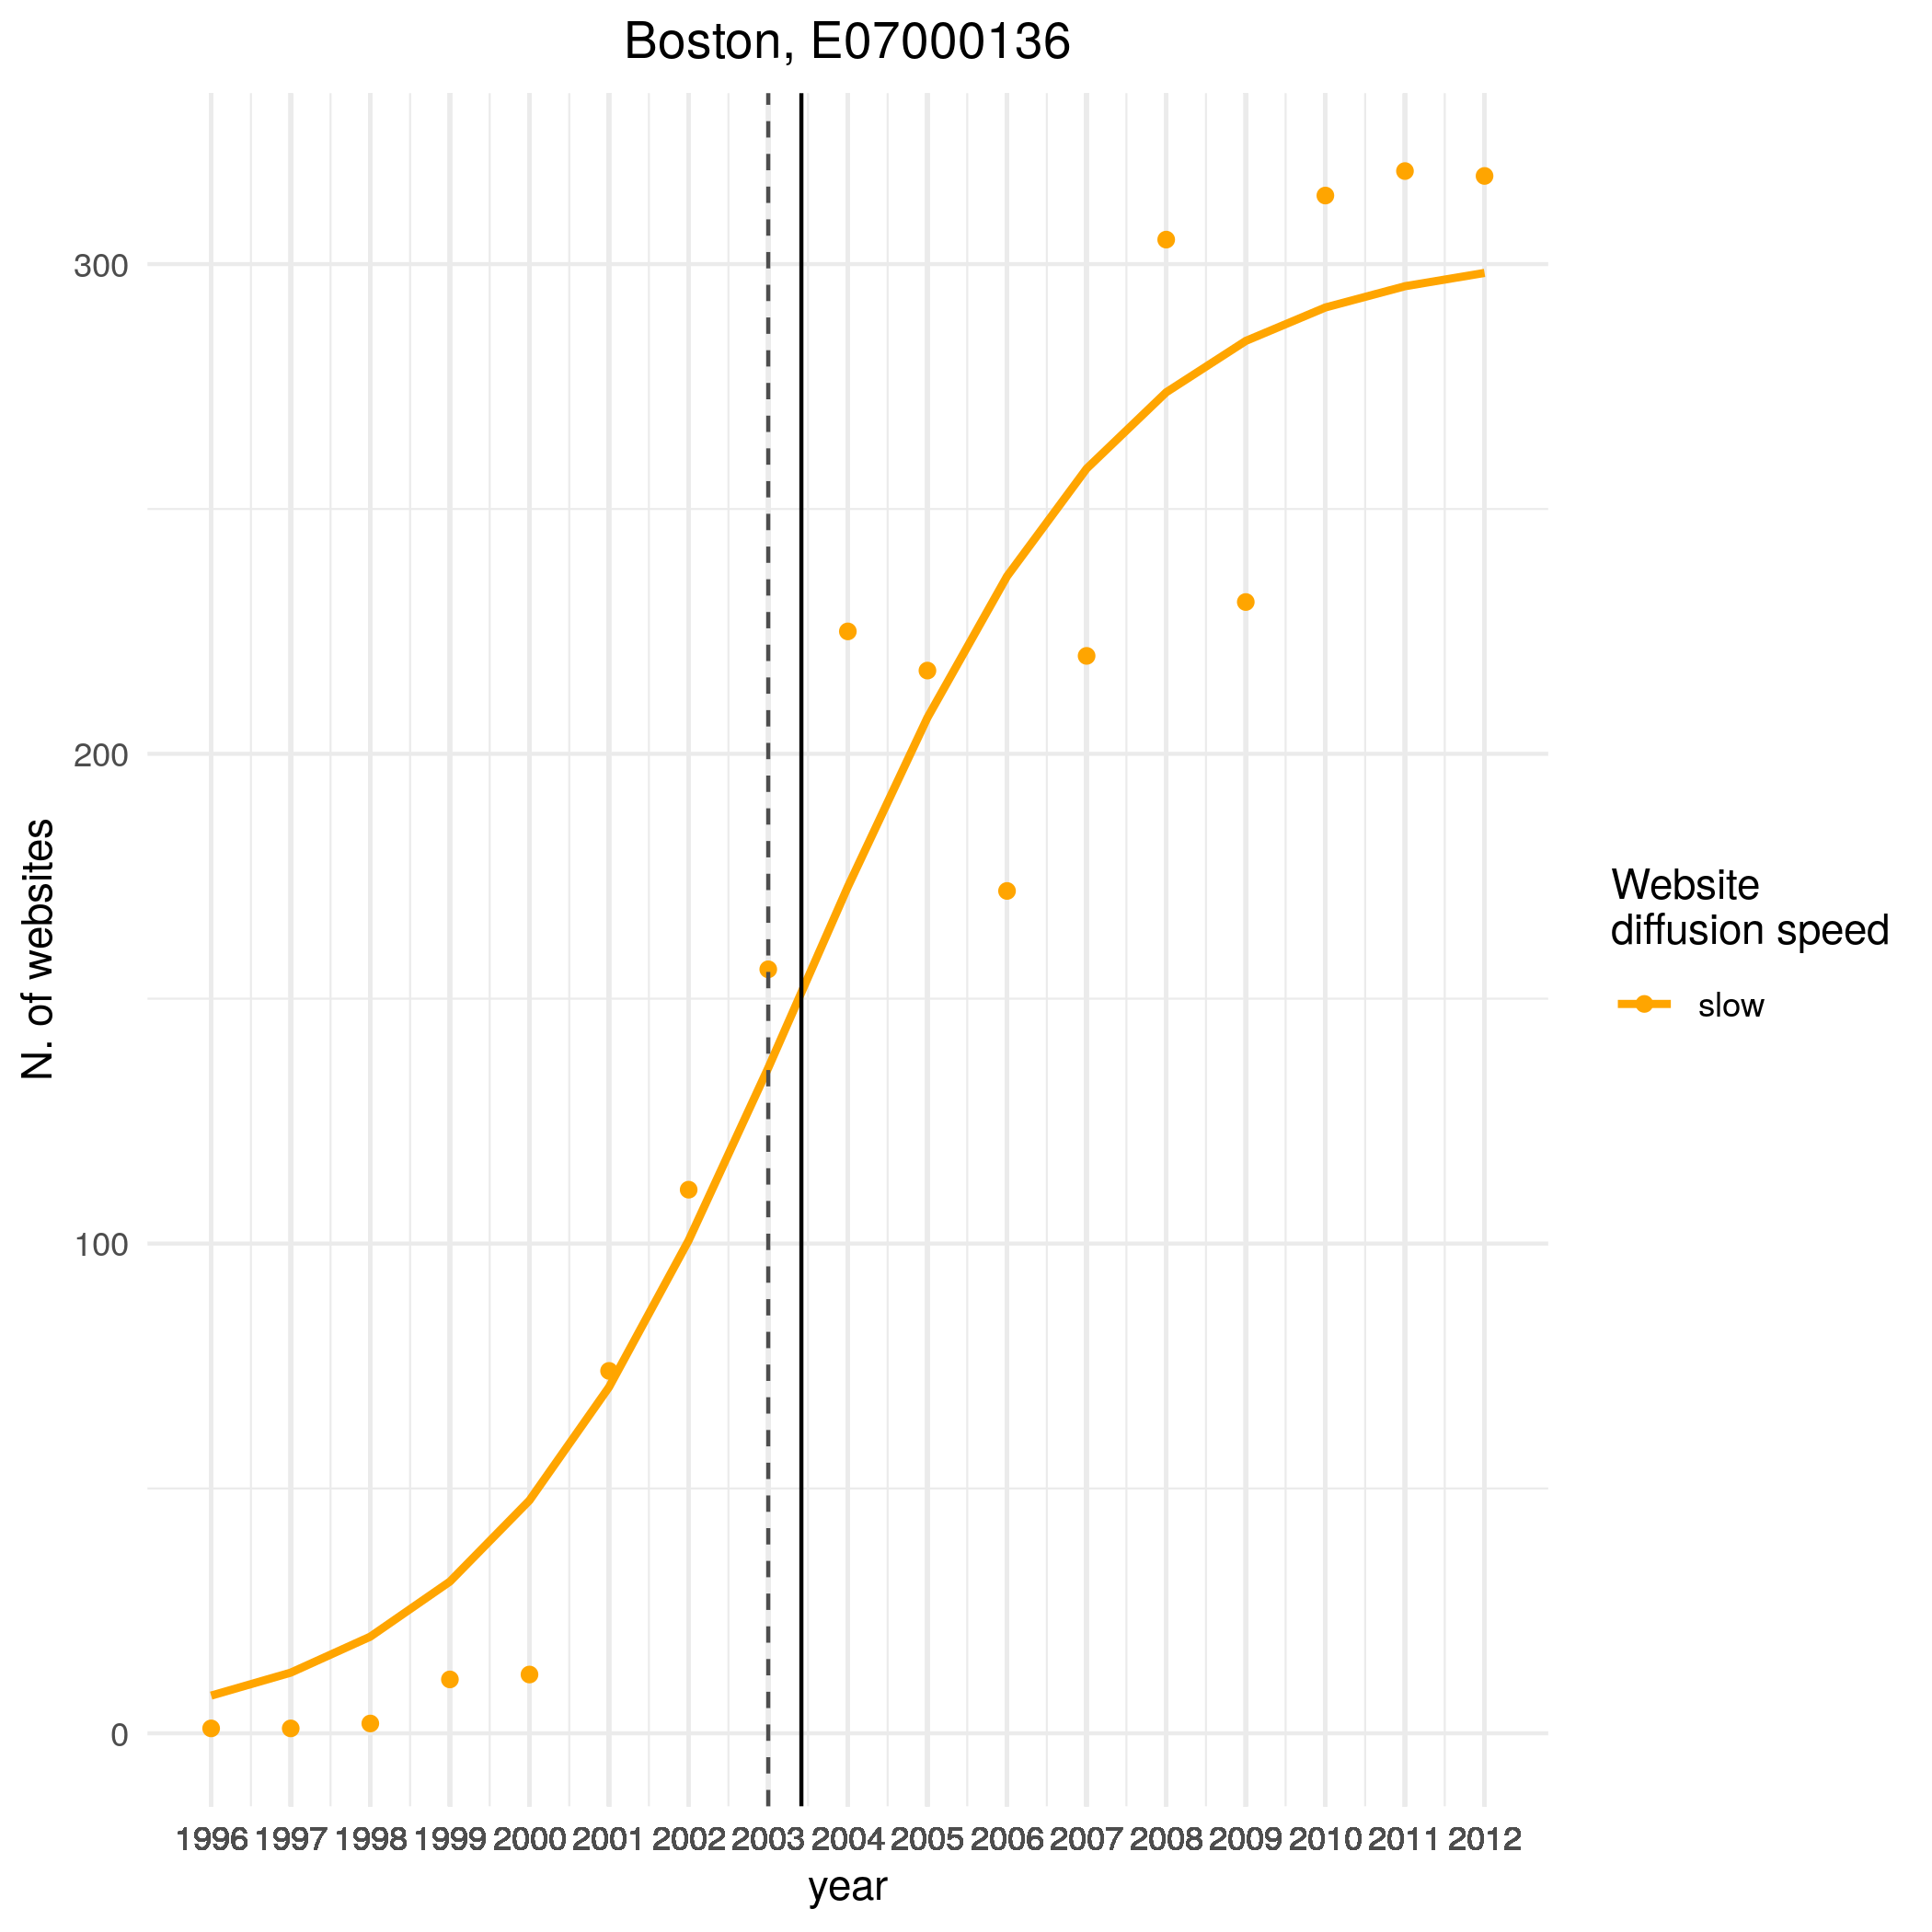 Boston, E07000136
300
200
100
0
N. of websites
1996 1997 1998 1999 2000 2001 2002 2003 2004 2005 2006 2007 2008 2009 2010 2011 2012
year
Website
diffusion speed
slow